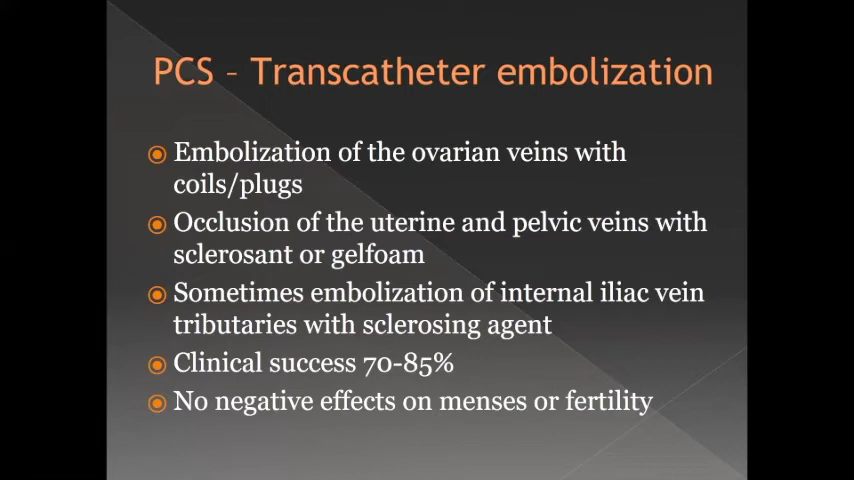 PCS – Transcatheter embolization
Embolization of the ovarian veins with
coils/plugs
Occlusion of the uterine and pelvic veins with
sclerosant or gelfoam
Sometimes embolization of internal iliac vein
tributaries with sclerosing agent
Clinical success 70-85%
No negative effects on menses or fertility